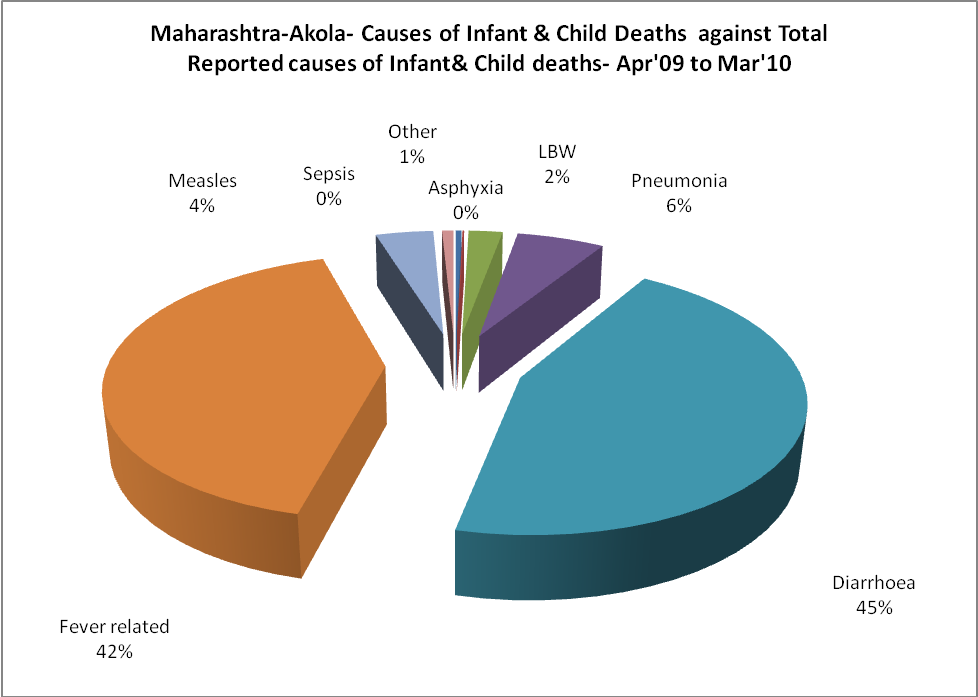 Maharashtra-Akola- Causes of Infant & Child Deaths against Total
Reported causes of Infant& Child deaths- Apr'09 to Mar'10
Other
1%
LBW
2%
Measles
4%
Sepsis
0%
Asphyxia
0%
Pneumonia
6%
Diarrhoea
45%
Fever related
42%